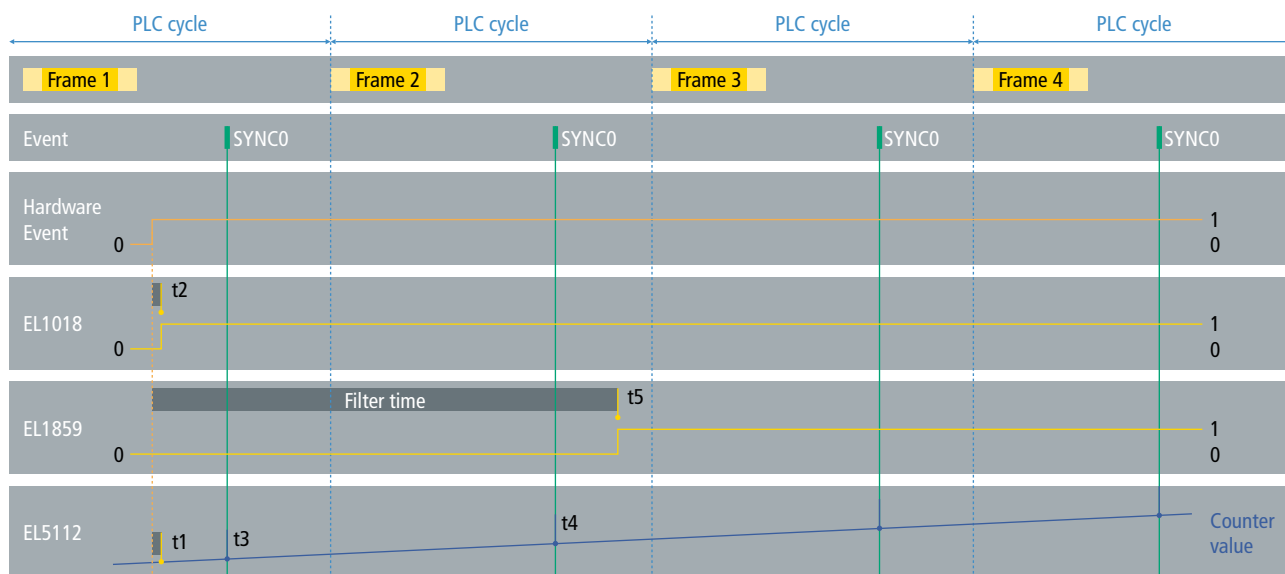 PLC cycle PLC cycle PLC cycle PLC cycle
Frame 1 Frame 2 Frame 3 Frame 4
Event SYNC0 SYNC0 SYNC0 SYNC0
Hardware
Event
0
1
0
t2
EL1018
0
1
0
Filter time t5
EL1859
0
1
0
EL5112 t1 t3 t4
Counter
value